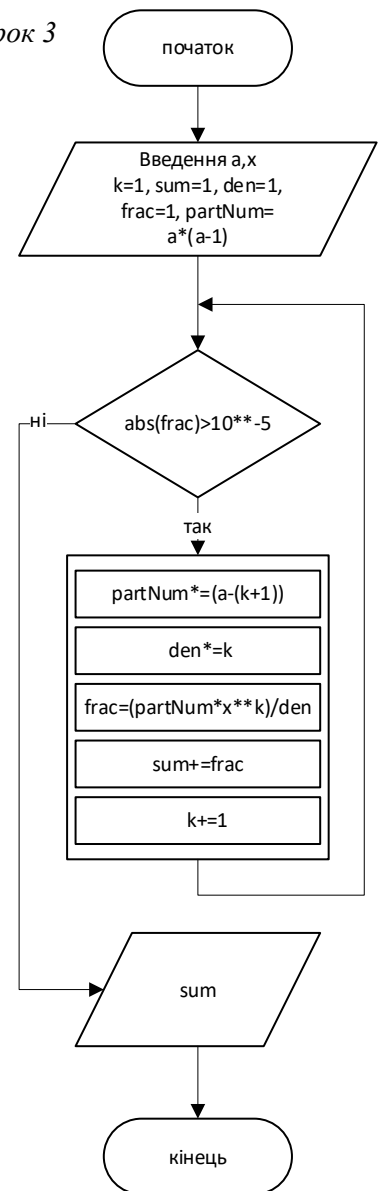 рок 3
початок
Введення a,x
k=1, sum=1, den=1,
frac=1, partNum=
a*(a-1)
abs(frac)>10**-5
ні
так
partNum*=(a-(k+1))
den*=k
frac=(partNum*x**k)/den
sum+=frac
k+=1
sum
кінець